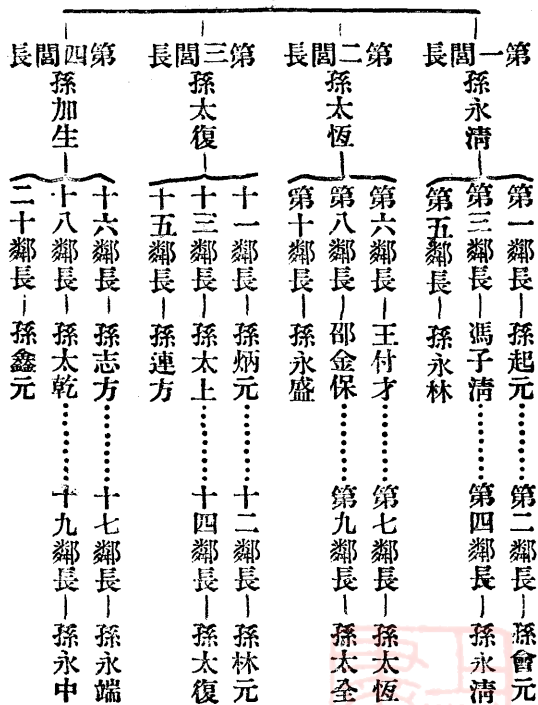 第一閭長
孫永清
第一鄰長
孫起元
第二鄰長
孫會元
第三鄰長
馮子清
第四鄰長
孫永清
第五鄰長
孫永林
第二閭長
孫太恆
第六鄰長
王付才
第七鄰長
孫太恆
第八鄰長
邵金保
第九鄰長
孫太全
第十鄰長
孫永盛
第三閭長
孫太復
十一鄰長
孫炳元
十二鄰長
孫林元
十三鄰長
孫太上
十四鄰長
孫太復
十五鄰長
孫連方
第四閭長
孫加生
十六鄰長
孫志方
十七鄰長
孫永端
十八鄰長
孫太乾
十九鄰長
孫永中
二十鄰長
孫鑫元